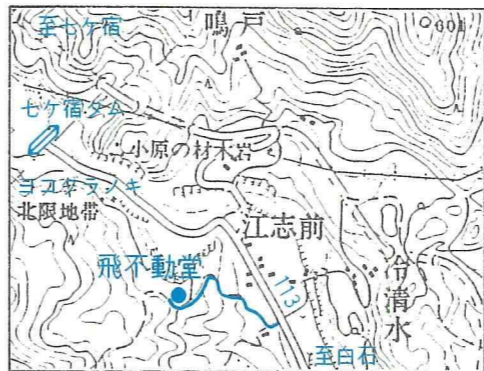 至七ケ宿
鳴戸
601
七ケ宿ダム
小原の材木岩
ヨコグラノキ
北限地帯
江志前
飛不動堂
113
冷清水
至白石